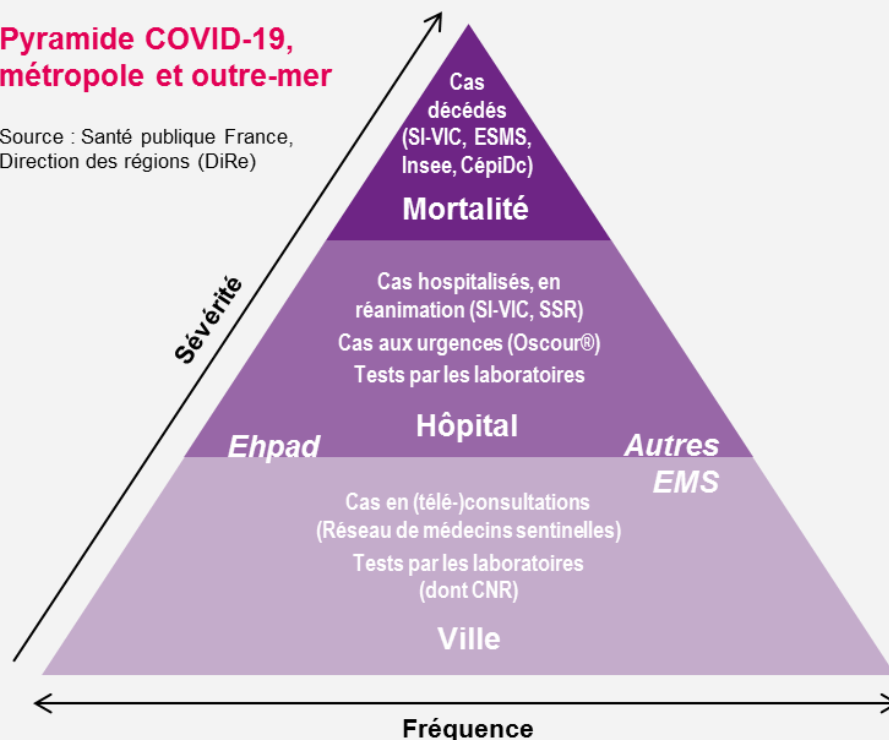 Pyramide COVID-19,
métropole et outre-mer
Source : Santé publique France,
Direction des régions (DiRe)
Sévérité
Cas
décédés
(SI-VIC, ESMS,
Insee, CépiDc)
Mortalité
Cas hospitalisés, en
réanimation (SI-VIC, SSR)
Cas aux urgences (Oscour®)
Tests par les laboratoires
Hôpital
Ehpad
Autres
EMS
Cas en (télé-)consultations
(Réseau de médecins sentinelles)
Tests par les laboratoires
(dont CNR)
Ville
Fréquence